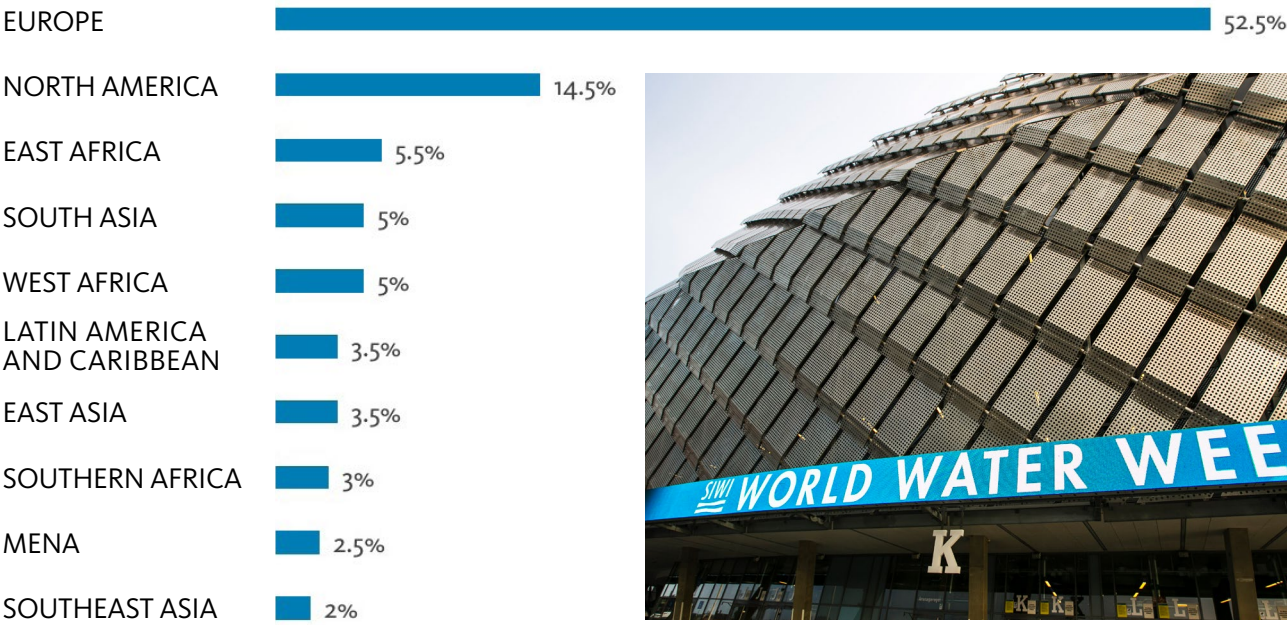 EUROPE 52.5%
NORTH AMERICA 14.5%
EAST AFRICA 5.5%
SOUTH ASIA 5%
WEST AFRICA 5%
LATIN AMERICA
AND CARIBBEAN 3.5%
EAST ASIA 3.5%
SOUTHERN AFRICA 3%
MENA 2.5%
SOUTHEAST ASIA 2%
SIWI WORLD WATER WEE
K
K K L L L